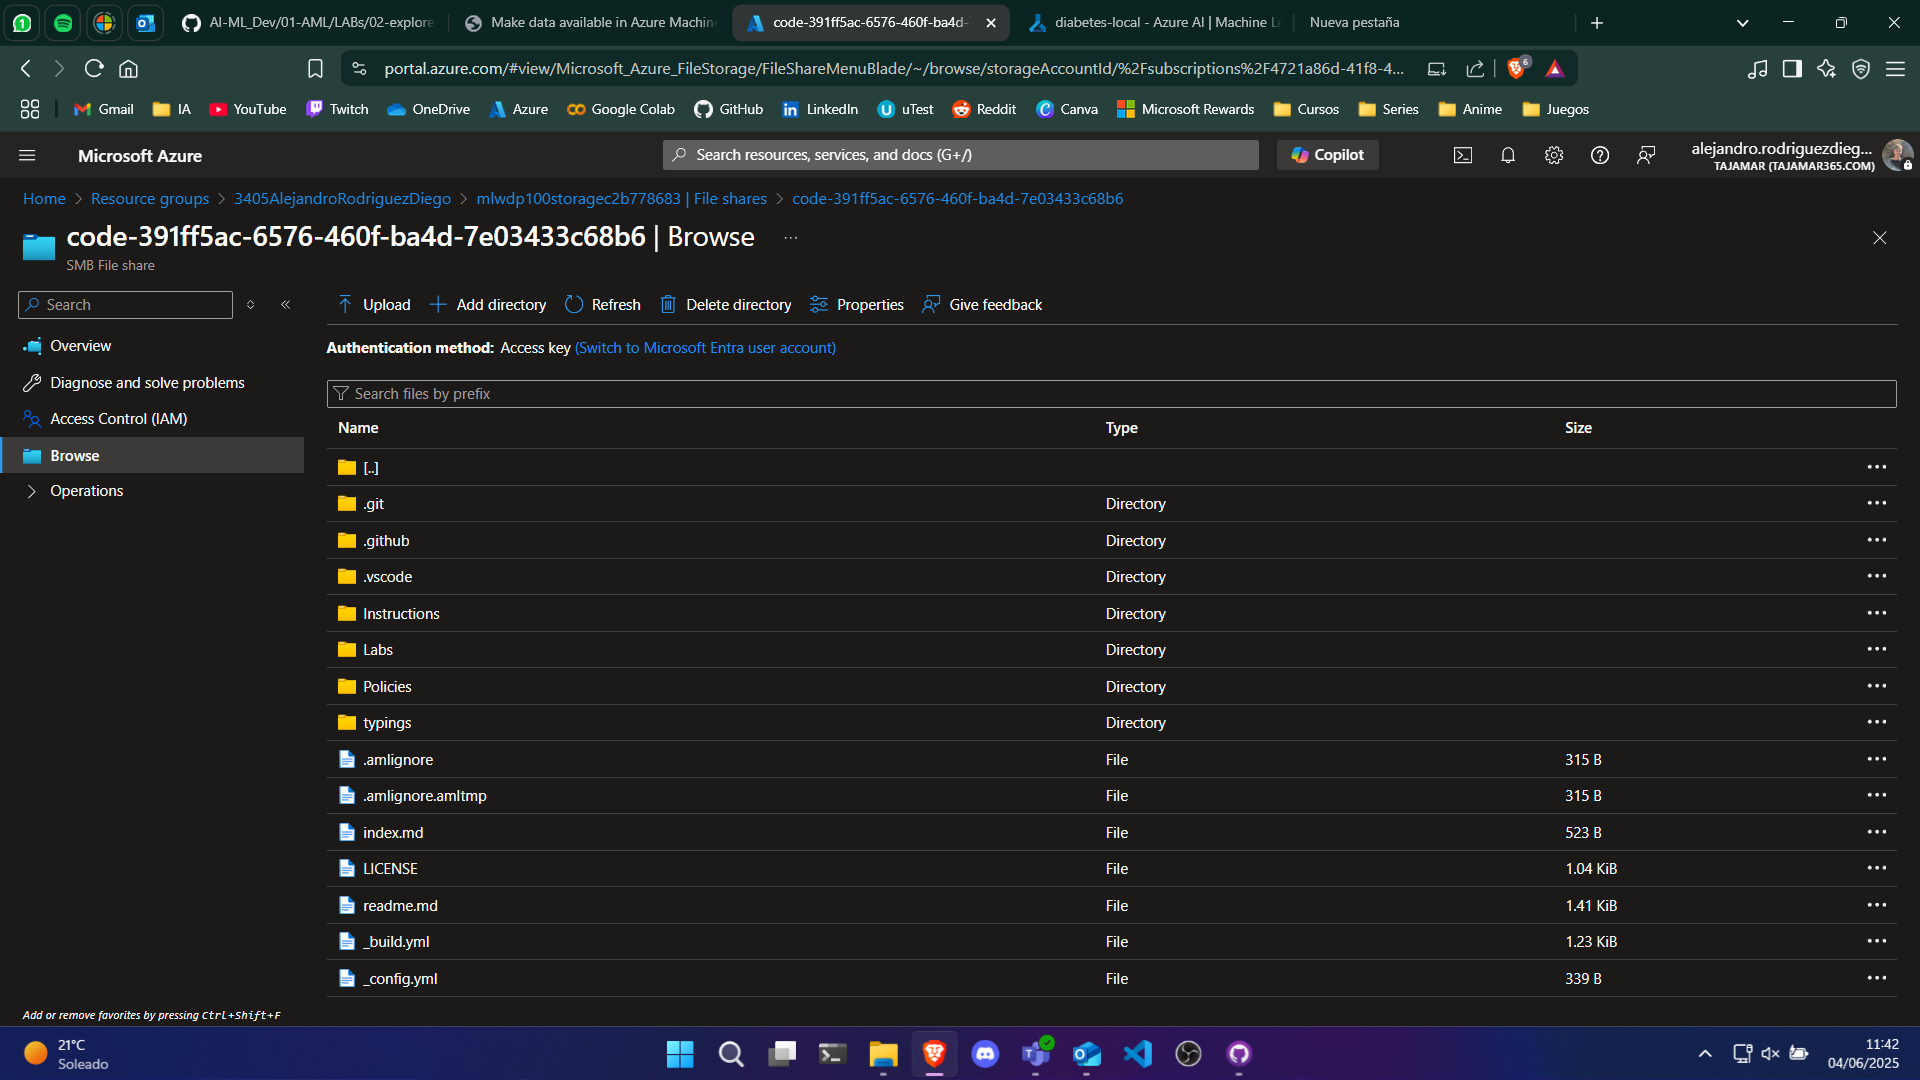 AI-ML_Dev/01-AML/LABs/02-explore
Make data available in Azure Machin
code-391ff5ac-6576-460f-ba4d-7
diabetes-local - Azure AI | Machine Le
Nueva pestaña
portal.azure.com/#view/Microsoft_Azure_FileStorage/FileShareMenuBlade/~/browse/storageAccountId/%2Fsubscriptions%2F4721a86d-41f8-4...
6
Gmail
IA
YouTube
Twitch
OneDrive
Azure
Google Colab
GitHub
LinkedIn
uTest
Reddit
Canva
Microsoft Rewards
Cursos
Series
Anime
Juegos
Microsoft Azure
Search resources, services, and docs (G+/)
Copilot
alejandro.rodriguezdieg...
TAJAMAR (TAJAMAR365.COM)
Home > Resource groups > 3405AlejandroRodriguezDiego > mlwdp100storagec2b778683 | File shares > code-391ff5ac-6576-460f-ba4d-7e03433c68b6
code-391ff5ac-6576-460f-ba4d-7e03433c68b6 | Browse ...
SMB File share
Search
Overview
Diagnose and solve problems
Access Control (IAM)
Browse
Operations
Upload
Add directory
Refresh
Delete directory
Properties
Give feedback
Authentication method: Access key (Switch to Microsoft Entra user account)
Search files by prefix
Name Type Size
[..]
.git Directory
.github Directory
.vscode Directory
Instructions Directory
Labs Directory
Policies Directory
typings Directory
.amlignore File 315 B
.amlignore.amltmp File 315 B
index.md File 523 B
LICENSE File 1.04 KiB
readme.md File 1.41 KiB
_build.yml File 1.23 KiB
_config.yml File 339 B
Add or remove favorites by pressing Ctrl+Shift+F
21°C
Soleado
11:42
04/06/2025